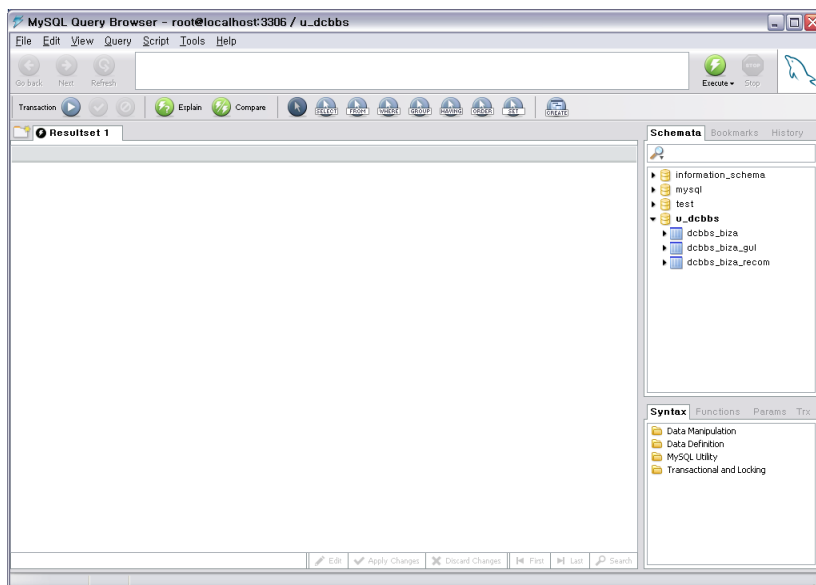 MySQL Query Browser - root@localhost:3306 / u_dcbbs
File Edit View Query Script Tools Help
Go back Next Refresh
Execute Stop
Transaction Explain Compare SELECT FROM WHERE GROUP HAVING ORDER SET CREATE
Resultset 1
Schemata Bookmarks History
information_schema
mysql
test
u_dcbbs
dcbbs_biza
dcbbs_biza_gul
dcbbs_biza_recom
Syntax Functions Params Trx
Data Manipulation
Data Definition
MySQL Utility
Transactional and Locking
Edit Apply Changes Discard Changes First Last Search